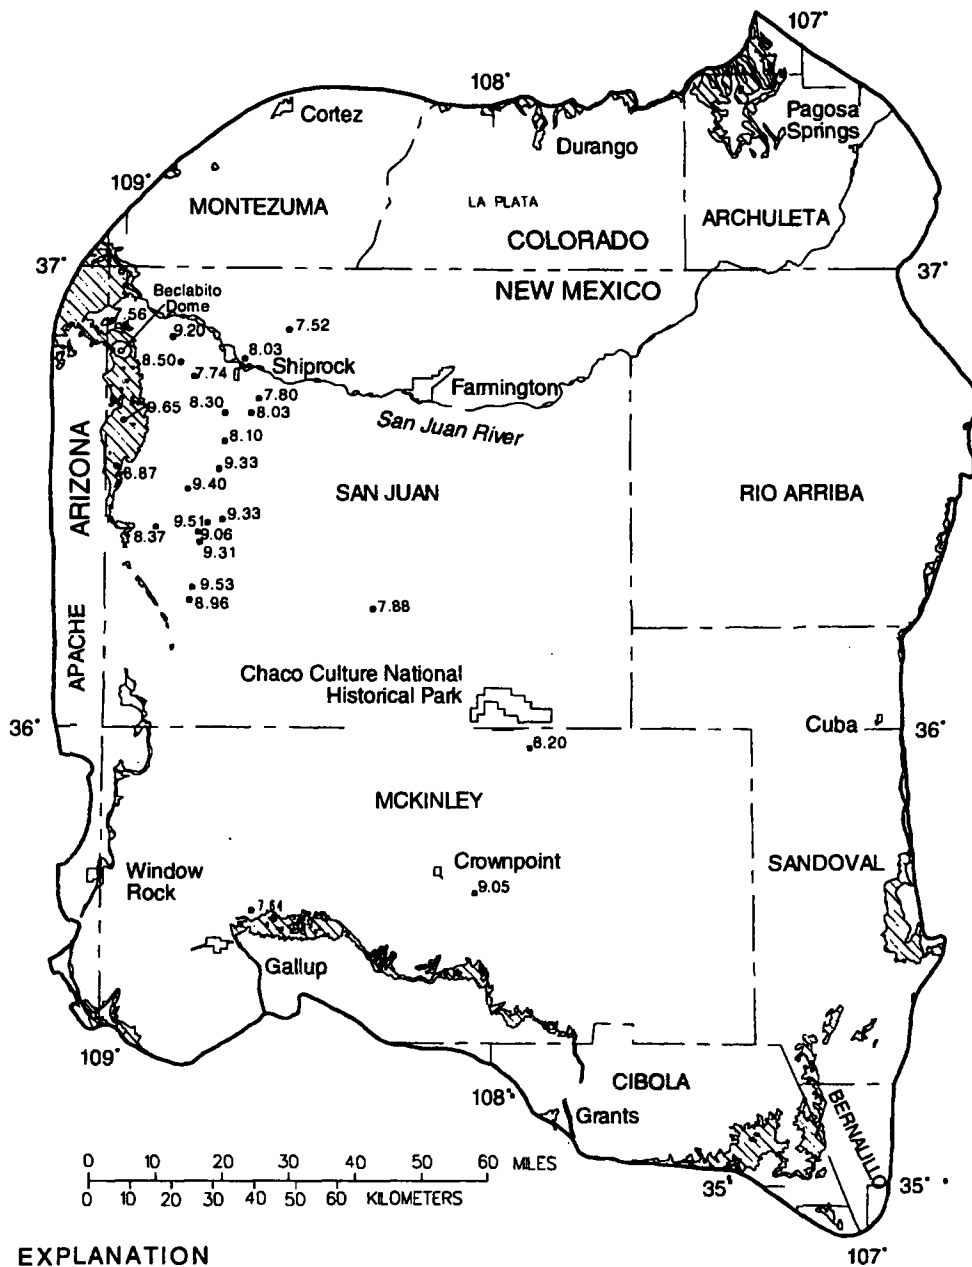 107°
108°
Cortez
Durango
Pagosa
Springs
109°
MONTEZUMA
LA PLATA
ARCHULETA
COLORADO
37°
37°
NEW MEXICO
Beclabito
Dome
56
9.20
7.52
8.03
8.50
7.74
Shiprock
Farmington
7.80
9.65
8.30
8.03
San Juan River
8.10
ARIZONA
8.87
9.33
9.40
SAN JUAN
RIO ARRIBA
9.51
9.33
8.37
9.06
9.31
9.53
8.96
7.88
APACHE
Chaco Culture National
Historical Park
36°
Cuba
36°
8.20
MCKINLEY
Window
Rock
Crownpoint
9.05
SANDOVAL
7.64
Gallup
109°
108°
CIBOLA
Grants
BERNALILLO
0 10 20 30 40 50 60 MILES
0 10 20 30 40 50 60 KILOMETERS
35°
35°
EXPLANATION
107°